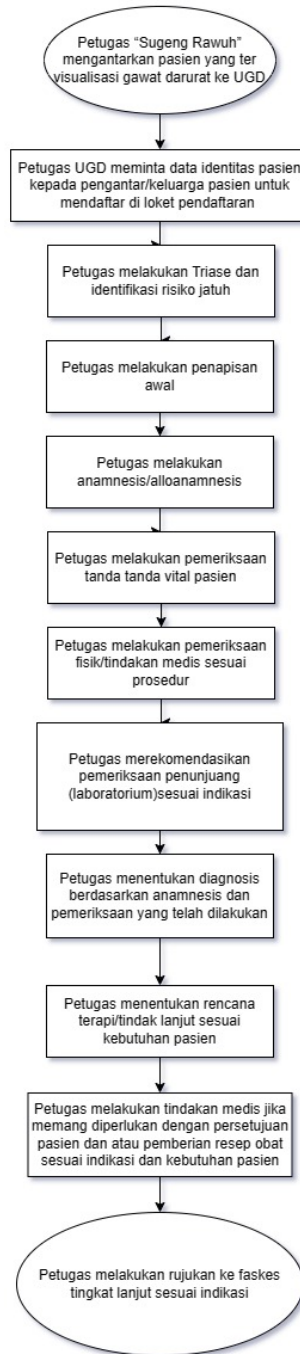 Petugas “Sugeng Rawuh”
mengantarkan pasien yang ter
visualisasi gawat darurat ke UGD
Petugas UGD meminta data identitas pasien
kepada pengantar/keluarga pasien untuk
mendaftar di loket pendaftaran
Petugas melakukan Triase dan
identifikasi risiko jatuh
Petugas melakukan penapisan
awal
Petugas melakukan
anamnesis/alloanamnesis
Petugas melakukan pemeriksaan
tanda tanda vital pasien
Petugas melakukan pemeriksaan
fisik/tindakan medis sesuai
prosedur
Petugas merekomendasikan
pemeriksaan penunjuang
(laboratorium)sesuai indikasi
Petugas menentukan diagnosis
berdasarkan anamnesis dan
pemeriksaan yang telah dilakukan
Petugas menentukan rencana
terapi/tindak lanjut sesuai
kebutuhan pasien
Petugas melakukan tindakan medis jika
memang diperlukan dengan persetujuan
pasien dan atau pemberian resep obat
sesuai indikasi dan kebutuhan pasien
Petugas melakukan rujukan ke faskes
tingkat lanjut sesuai indikasi